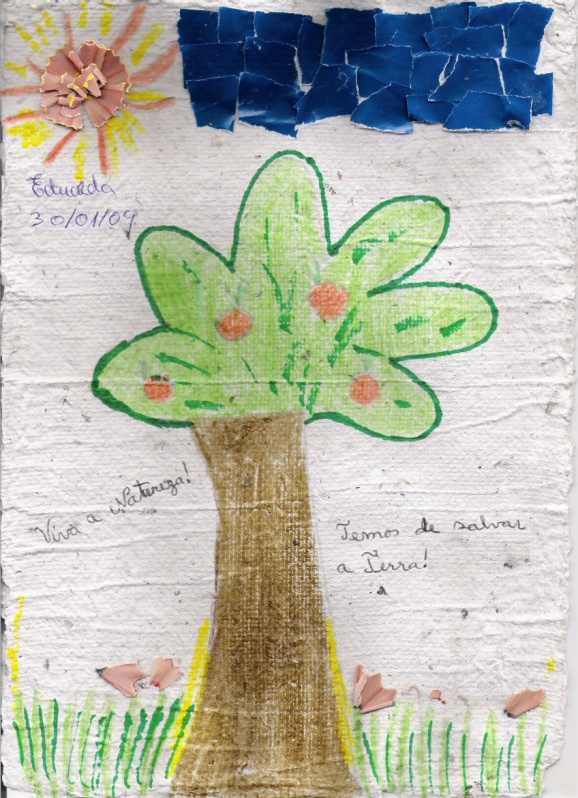 Eduarda
30/01/09
Viva a Natureza!
Temos de salvar
a Terra!